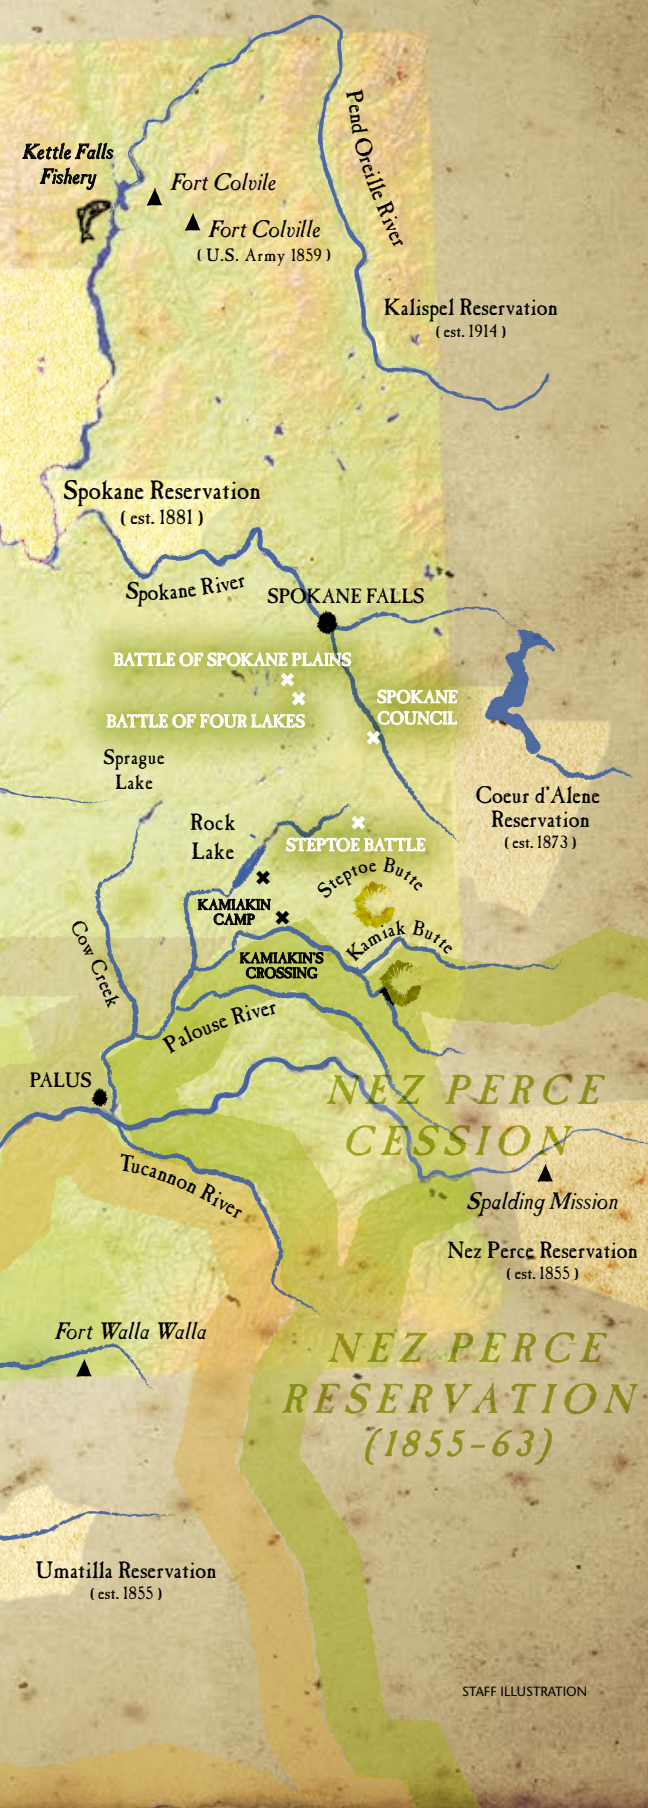 Pend Oreille River
Kettle Falls
Fishery
Fort Colvile
Fort Colville
( U.S. Army 1859 )
Kalispel Reservation
( est. 1914 )
Spokane Reservation
( est. 1881 )
Spokane River
SPOKANE FALLS
BATTLE OF SPOKANE PLAINS
BATTLE OF FOUR LAKES
SPOKANE
COUNCIL
Sprague
Lake
Coeur d'Alene
Reservation
( est. 1873 )
Rock
Lake
STEPTOE BATTLE
Steptoe Butte
KAMIAKIN
CAMP
Kamiak Butte
KAMIAKIN'S
CROSSING
Cow Creek
Palouse River
PALUS
NEZ PERCE
CESSION
Tucannon River
Spalding Mission
Nez Perce Reservation
( est. 1855 )
Fort Walla Walla
NEZ PERCE
RESERVATION
(1855-63)
Umatilla Reservation
( est. 1855 )
STAFF ILLUSTRATION